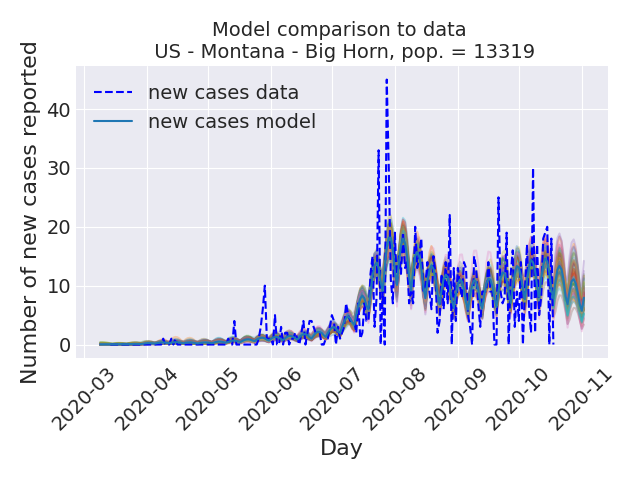 Model comparison to data
US - Montana - Big Horn, pop. = 13319
new cases data
new cases model
Number of new cases reported
40
30
20
10
0
2020-03
2020-04
2020-05
2020-06
2020-07
2020-08
2020-09
2020-10
2020-11
Day